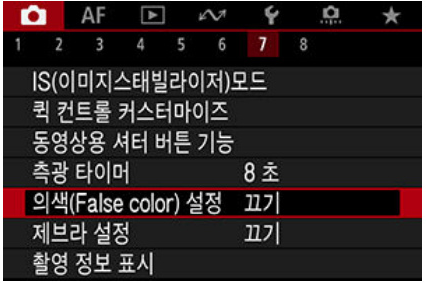 AF
1 2 3 4 5 6 7 8
IS(이미지스태빌라이저)모드
퀵 컨트롤 커스터마이즈
동영상용 셔터 버튼 기능
측광 타이머 8 초
의색(False color) 설정 끄기
제브라 설정 끄기
촬영 정보 표시